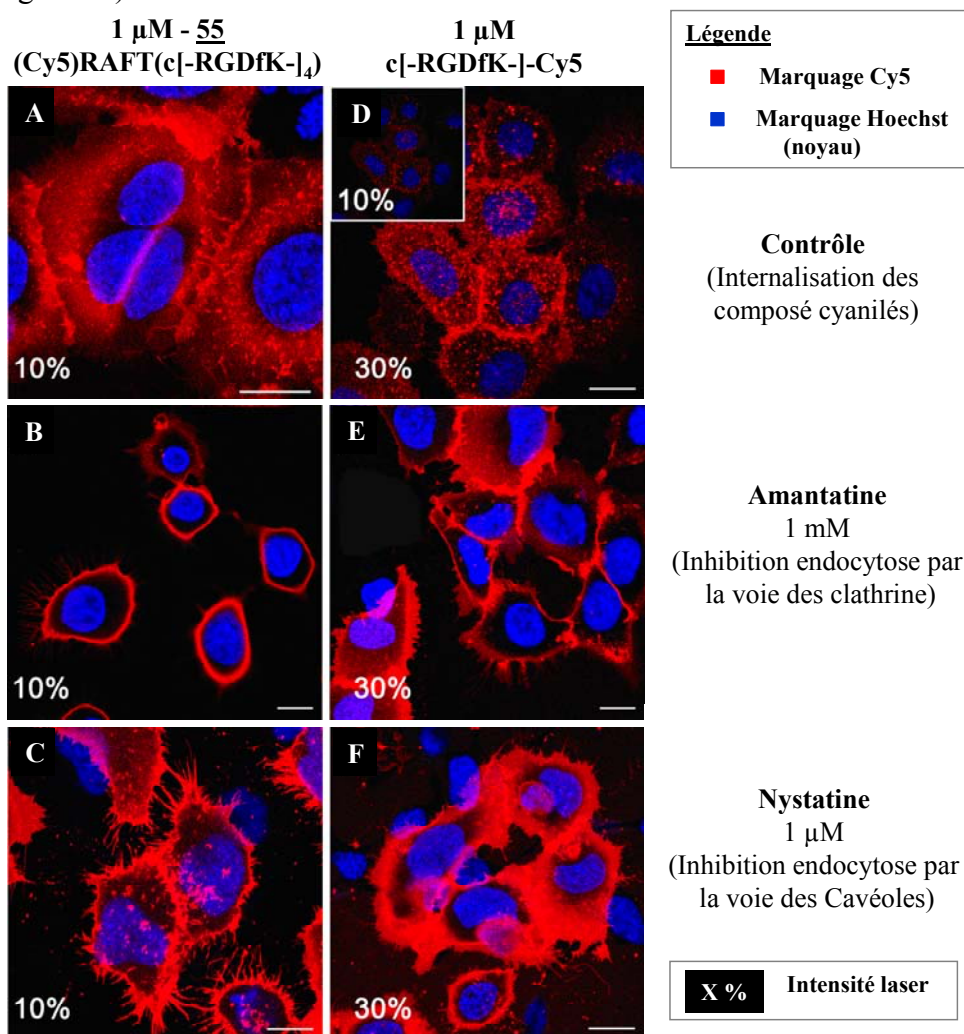 1 µM - 55
(Cy5)RAFT(c[-RGDfK-]4)
1 µM
c[-RGDfK-]-Cy5
Légende
Marquage Cy5
Marquage Hoechst
(noyau)
A
10%
D
10%
30%
Contrôle
(Internalisation des
composé cyanilés)
B
10%
E
30%
Amantatine
1 mM
(Inhibition endocytose par
la voie des clathrine)
C
10%
F
30%
Nystatine
1 µM
(Inhibition endocytose par
la voie des Cavéoles)
X %
Intensité laser